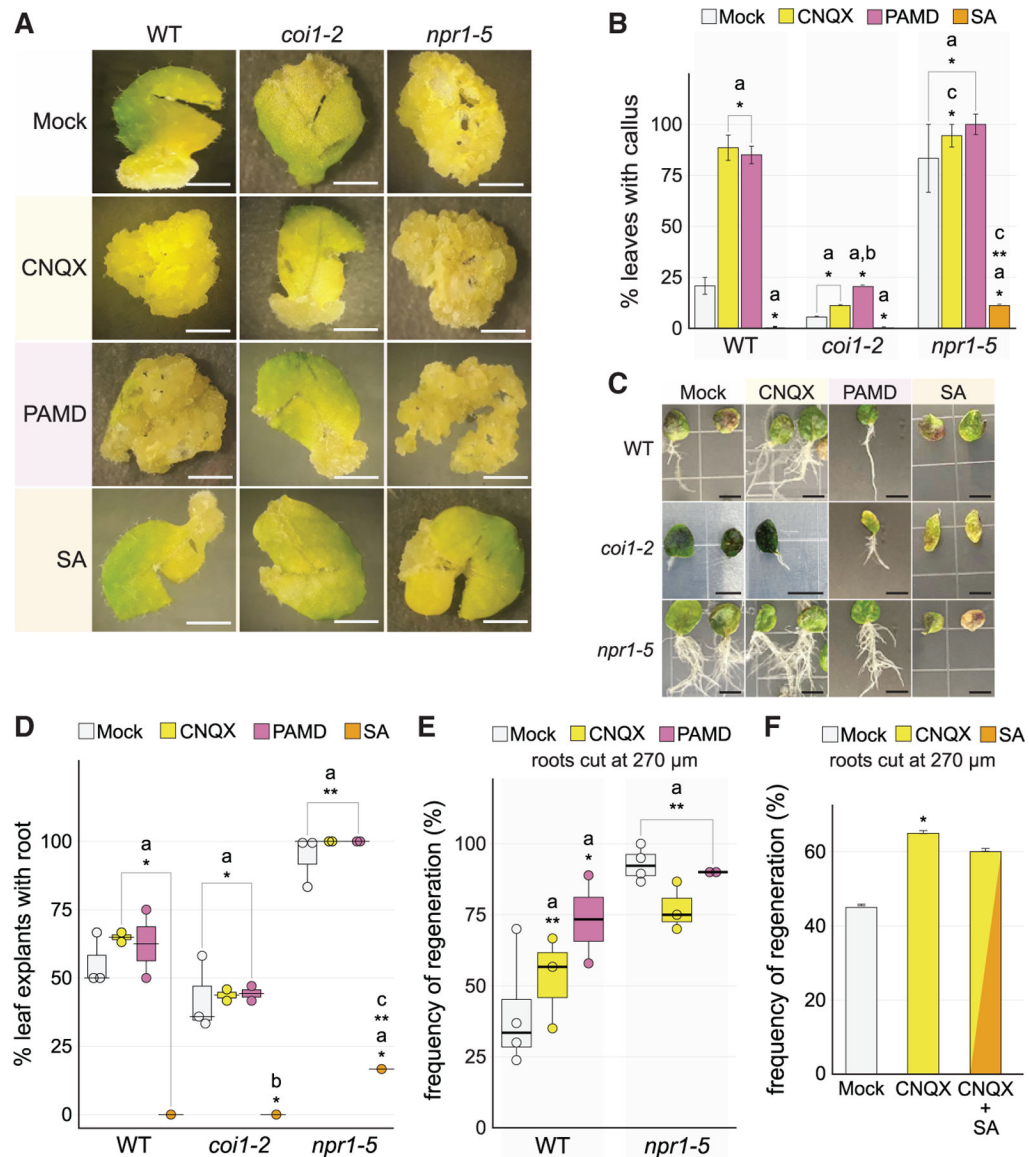 A
WT coi1-2 npr1-5
Mock
CNQX
PAMD
SA
B
Mock CNQX PAMD SA
% leaves with callus
100
75
50
25
0
a
*
*
a
*
a,b
*
*
a
*
c
*
c
**
a
*
WT coi1-2 npr1-5
C
Mock CNQX PAMD SA
WT
coi1-2
npr1-5
D
Mock CNQX PAMD SA
% leaf explants with root
100
75
50
25
0
a
*
a
*
b
*
a
**
c
**
a
*
WT coi1-2 npr1-5
E
Mock CNQX PAMD
roots cut at 270 µm
frequency of regeneration (%)
100
75
50
25
a
**
a
*
a
**
WT npr1-5
F
Mock CNQX SA
roots cut at 270 µm
frequency of regeneration (%)
60
40
20
0
*
Mock CNQX CNQX
+
SA